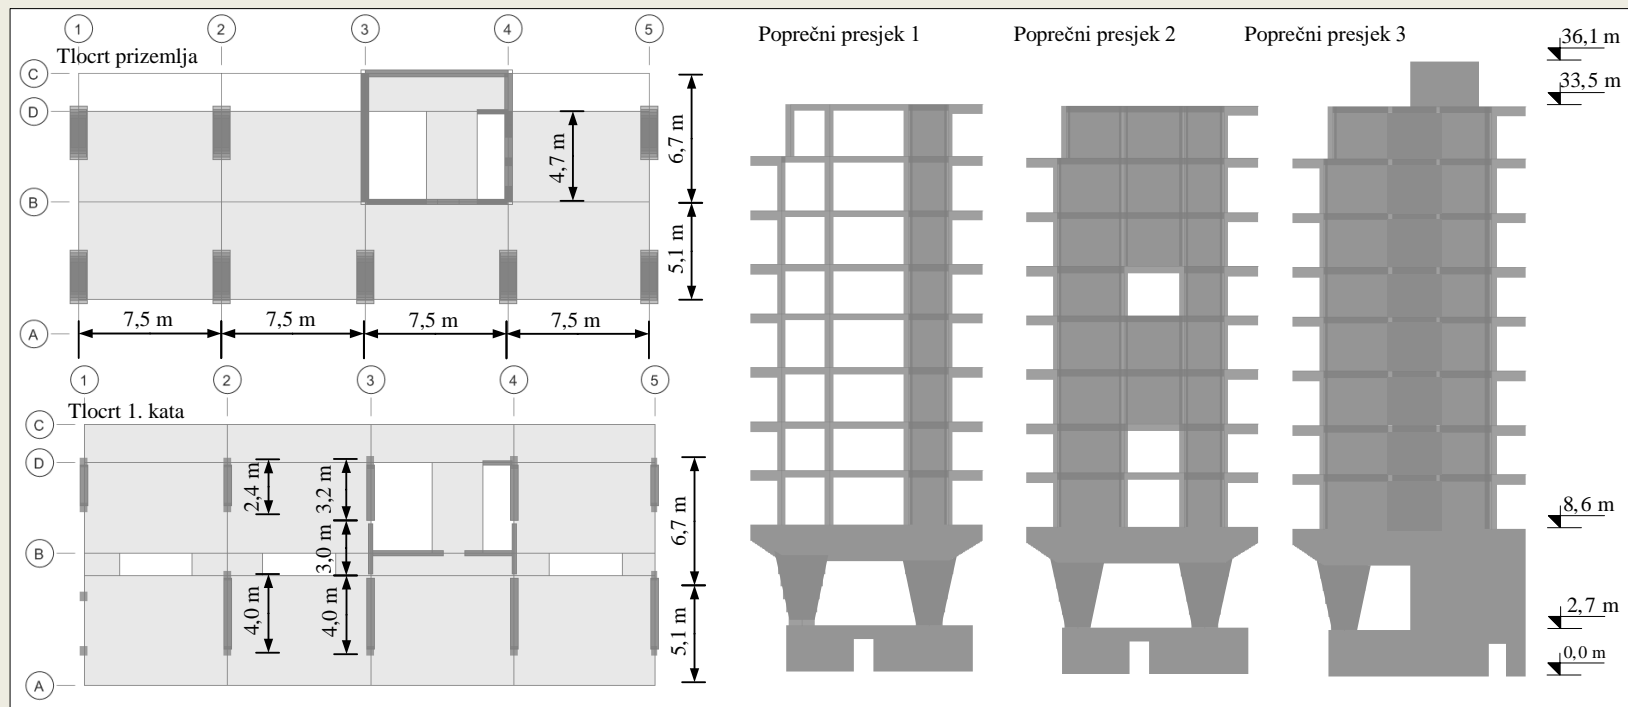 1 2 3 4 5
Tlocrt prizemlja
C
D
4,7 m
6,7 m
B
5,1 m
7,5 m 7,5 m 7,5 m 7,5 m
A
1 2 3 4 5
Tlocrt 1. kata
C
D
2,4 m
3,2 m
6,7 m
3,0 m
B
4,0 m
4,0 m
5,1 m
A
Poprečni presjek 1
Poprečni presjek 2
Poprečni presjek 3
36,1 m
33,5 m
8,6 m
2,7 m
0,0 m